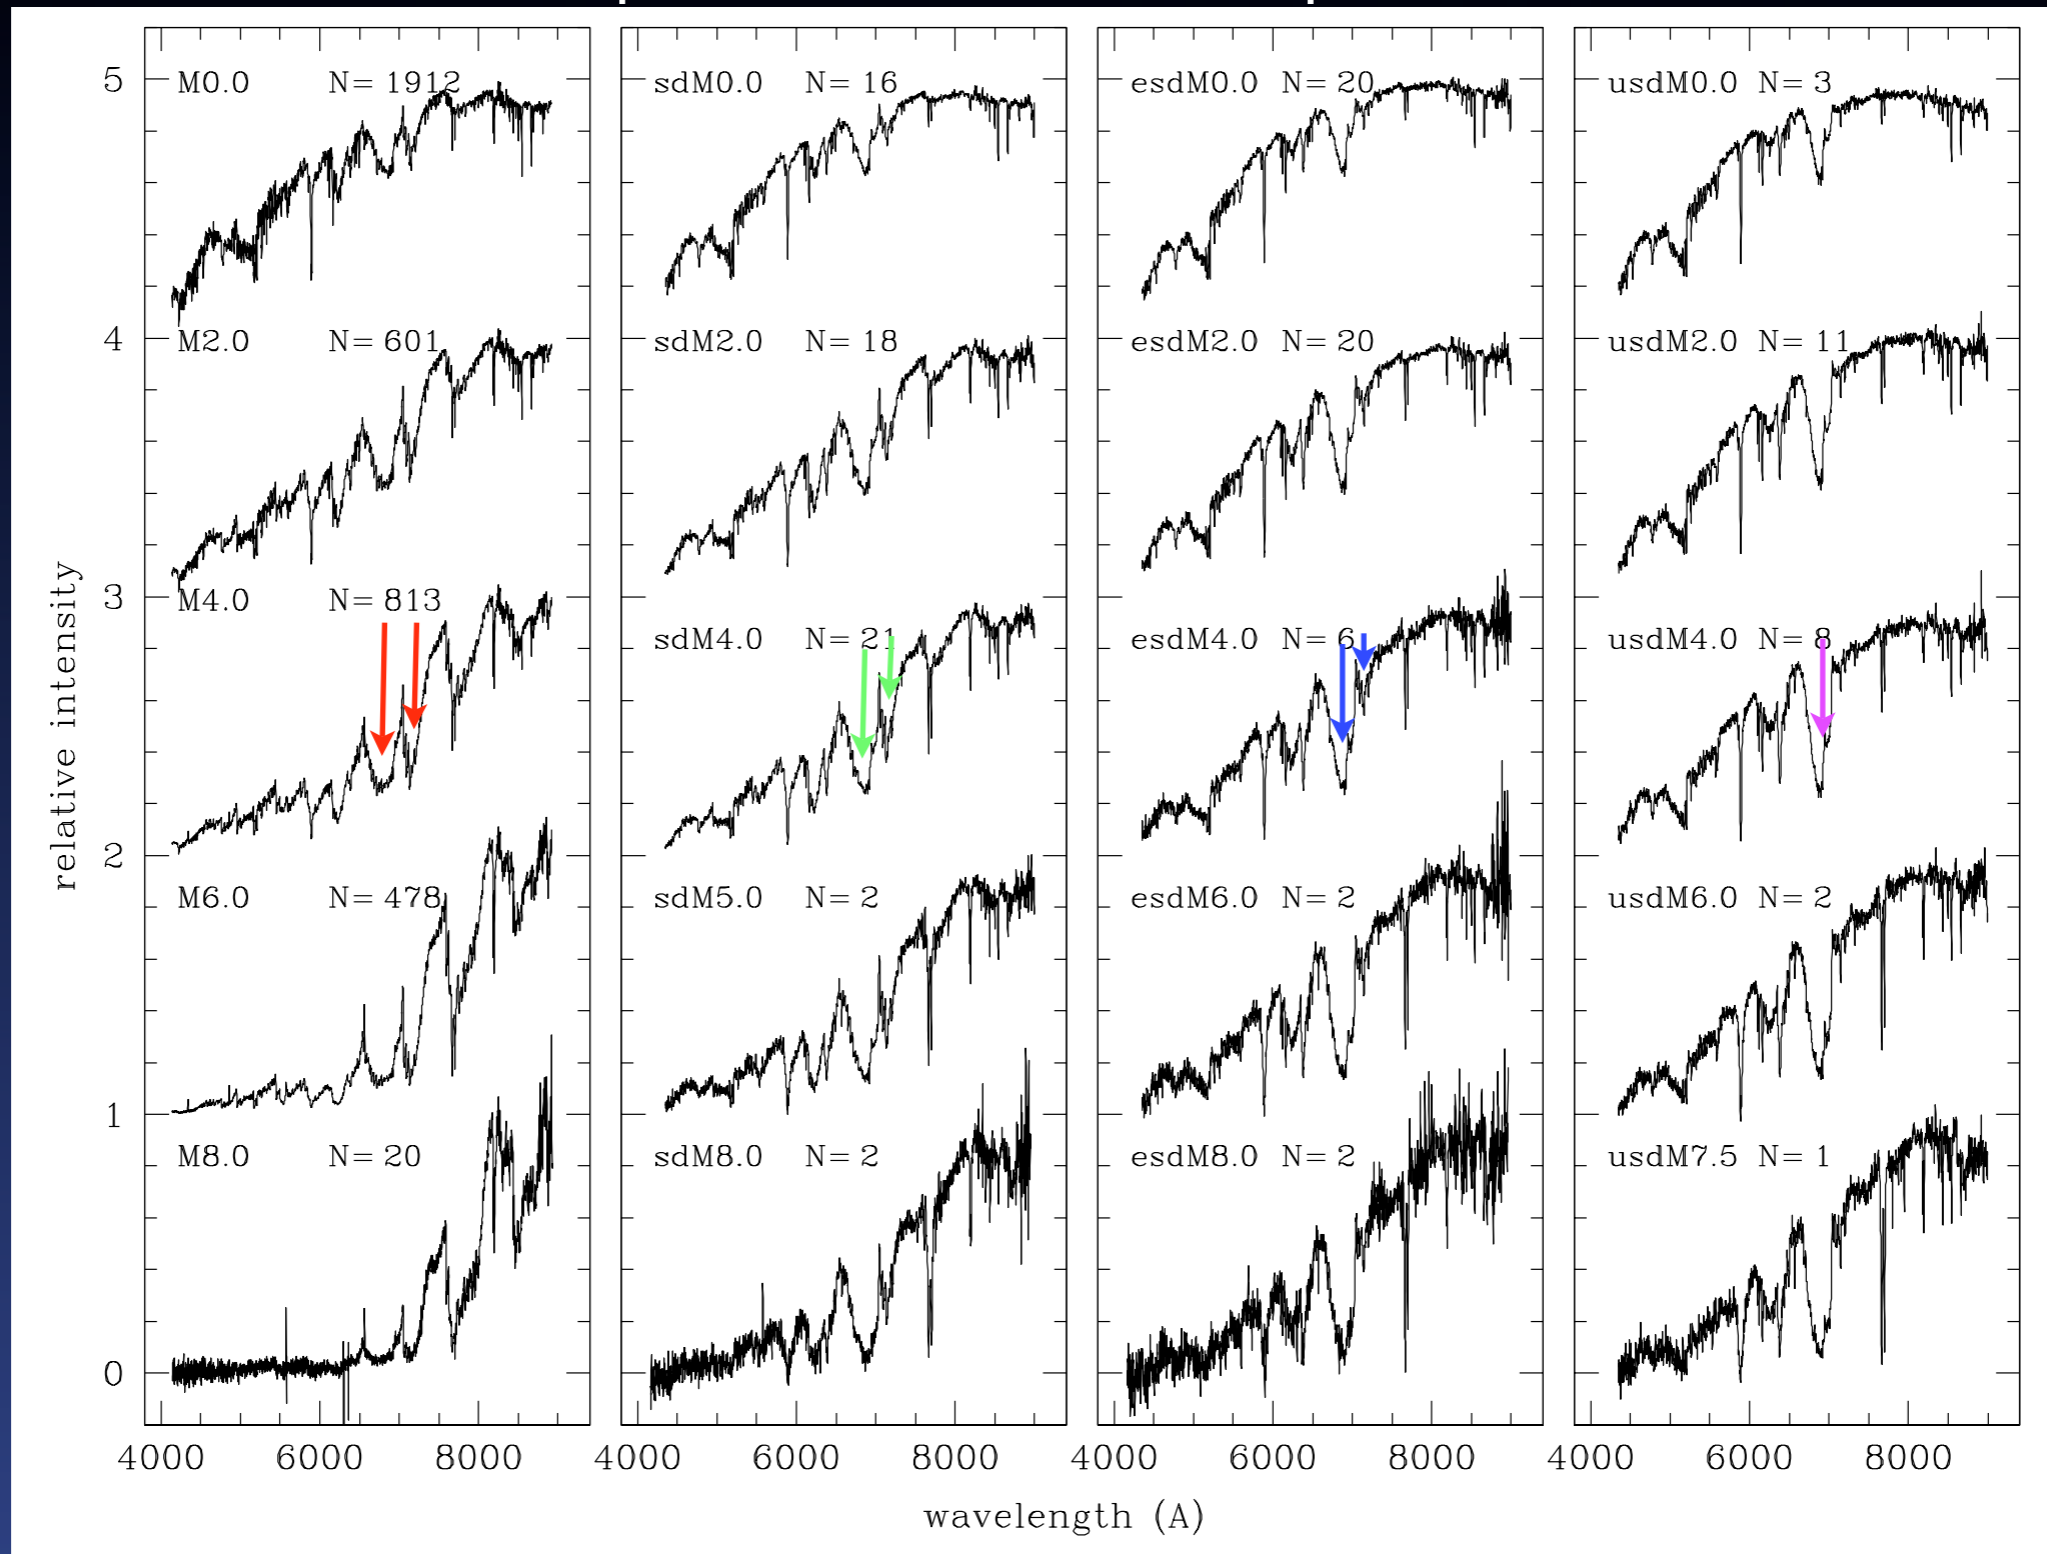 5
4
3
2
1
0
relative intensity
M0.0 N= 1912
M2.0 N= 601
M4.0 N= 813
M6.0 N= 478
M8.0 N= 20
sdM0.0 N= 16
sdM2.0 N= 18
sdM4.0 N= 21
sdM5.0 N= 2
sdM8.0 N= 2
esdM0.0 N= 20
esdM2.0 N= 20
esdM4.0 N= 6
esdM6.0 N= 2
esdM8.0 N= 2
usdM0.0 N= 3
usdM2.0 N= 11
usdM4.0 N= 8
usdM6.0 N= 2
usdM7.5 N= 1
4000 6000 8000 4000 6000 8000 4000 6000 8000 4000 6000 8000
wavelength (A)